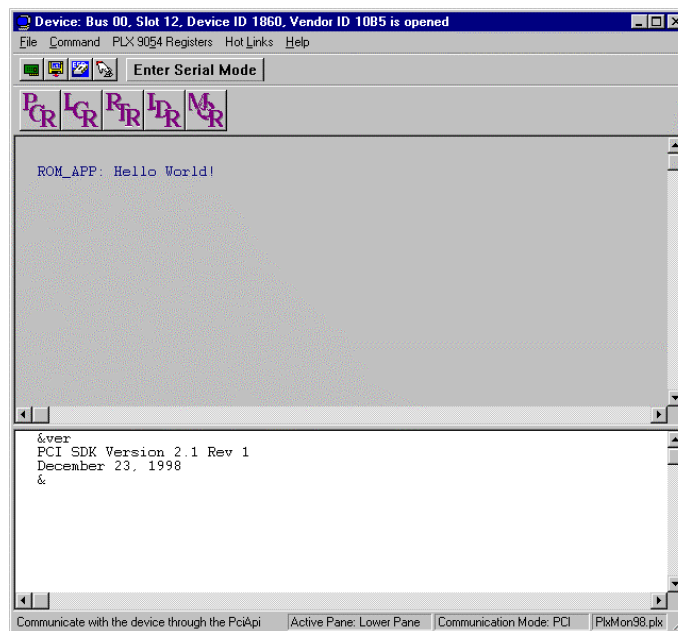 Device: Bus 00, Slot 12, Device ID 1860, Vendor ID 10B5 is opened
File Command PLX 9054 Registers Hot Links Help
Enter Serial Mode
PCR LCR RTR LDR MQR
ROM_APP: Hello World!
&ver
PCI SDK Version 2.1 Rev 1
December 23, 1998
&
Communicate with the device through the PciApi Active Pane: Lower Pane Communication Mode: PCI PlxMon98.plx